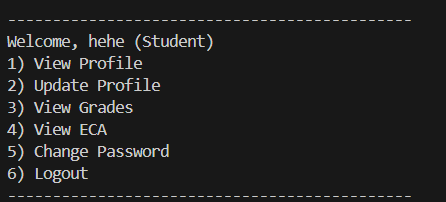 ---------------------------------------------
Welcome, hehe (Student)
1) View Profile
2) Update Profile
3) View Grades
4) View ECA
5) Change Password
6) Logout
---------------------------------------------